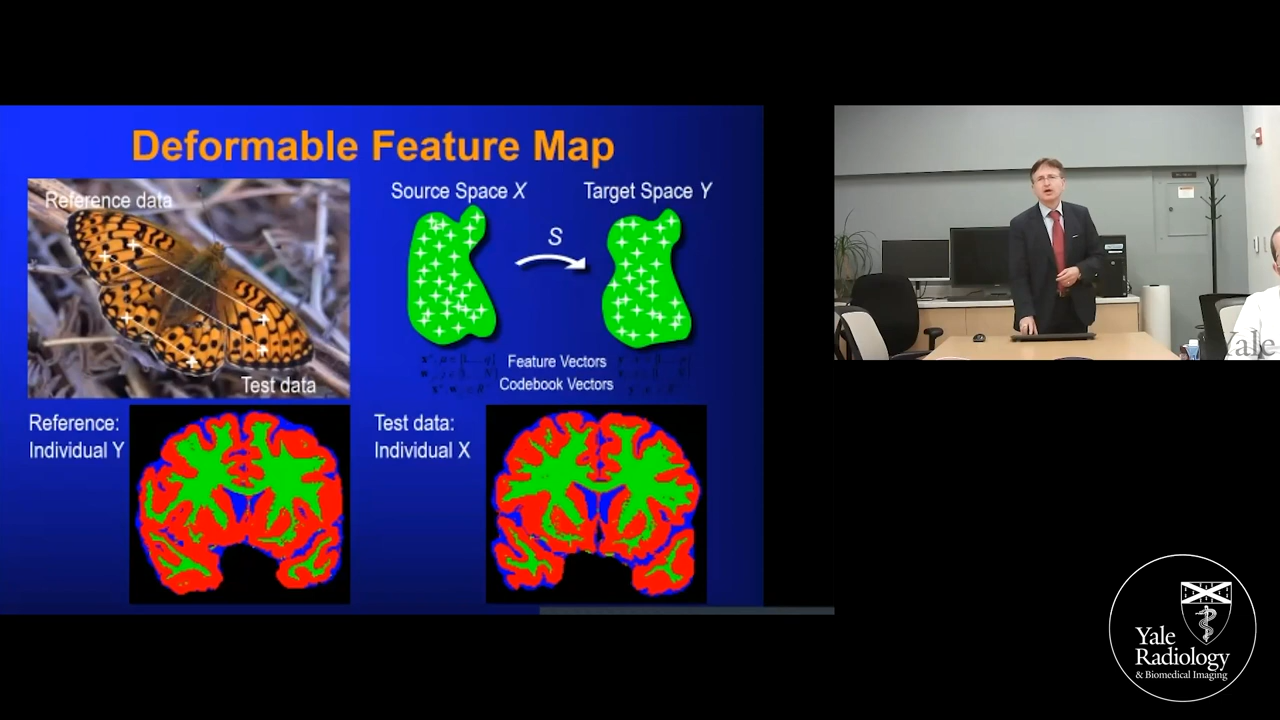 Deformable Feature Map
Reference data
Test data
Source Space X
Target Space Y
S
Feature Vectors
Codebook Vectors
Reference:
Individual Y
Test data:
Individual X
Yale
Yale
Radiology
& Biomedical Imaging